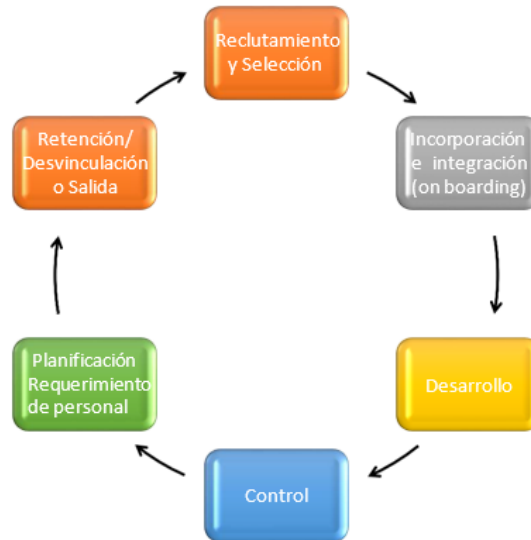 Reclutamiento
y Selección
Incorporación
e integración
(on boarding)
Desarrollo
Control
Planificación
Requerimiento
de personal
Retención/
Desvinculación
o Salida